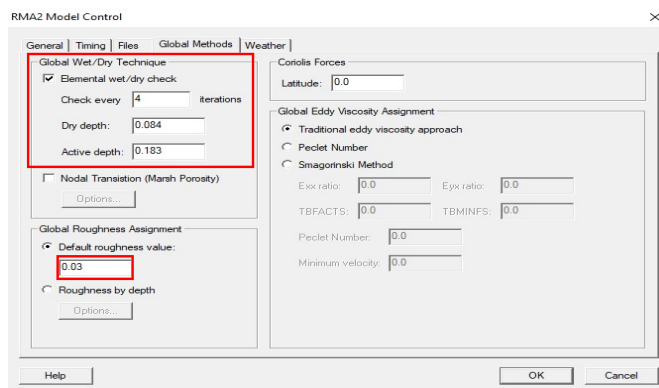 RMA2 Model Control
General Timing Files Global Methods Weather
Global Wet/Dry Technique
Elemental wet/dry check
Check every 4 iterations
Dry depth: 0.084
Active depth: 0.183
Nodal Transistion (Marsh Porosity)
Options...
Global Roughness Assignment
Default roughness value:
0.03
Roughness by depth
Options...
Coriolis Forces
Latitude: 0.0
Global Eddy Viscosity Assignment
Traditional eddy viscosity approach
Peclet Number
Smagorinski Method
Exx ratio: 0.0 Eyx ratio: 0.0
TBFACTS: 0.0 TBMINFS: 0.0
Peclet Number: 0.0
Minimum velocity: 0.0
Help OK Cancel